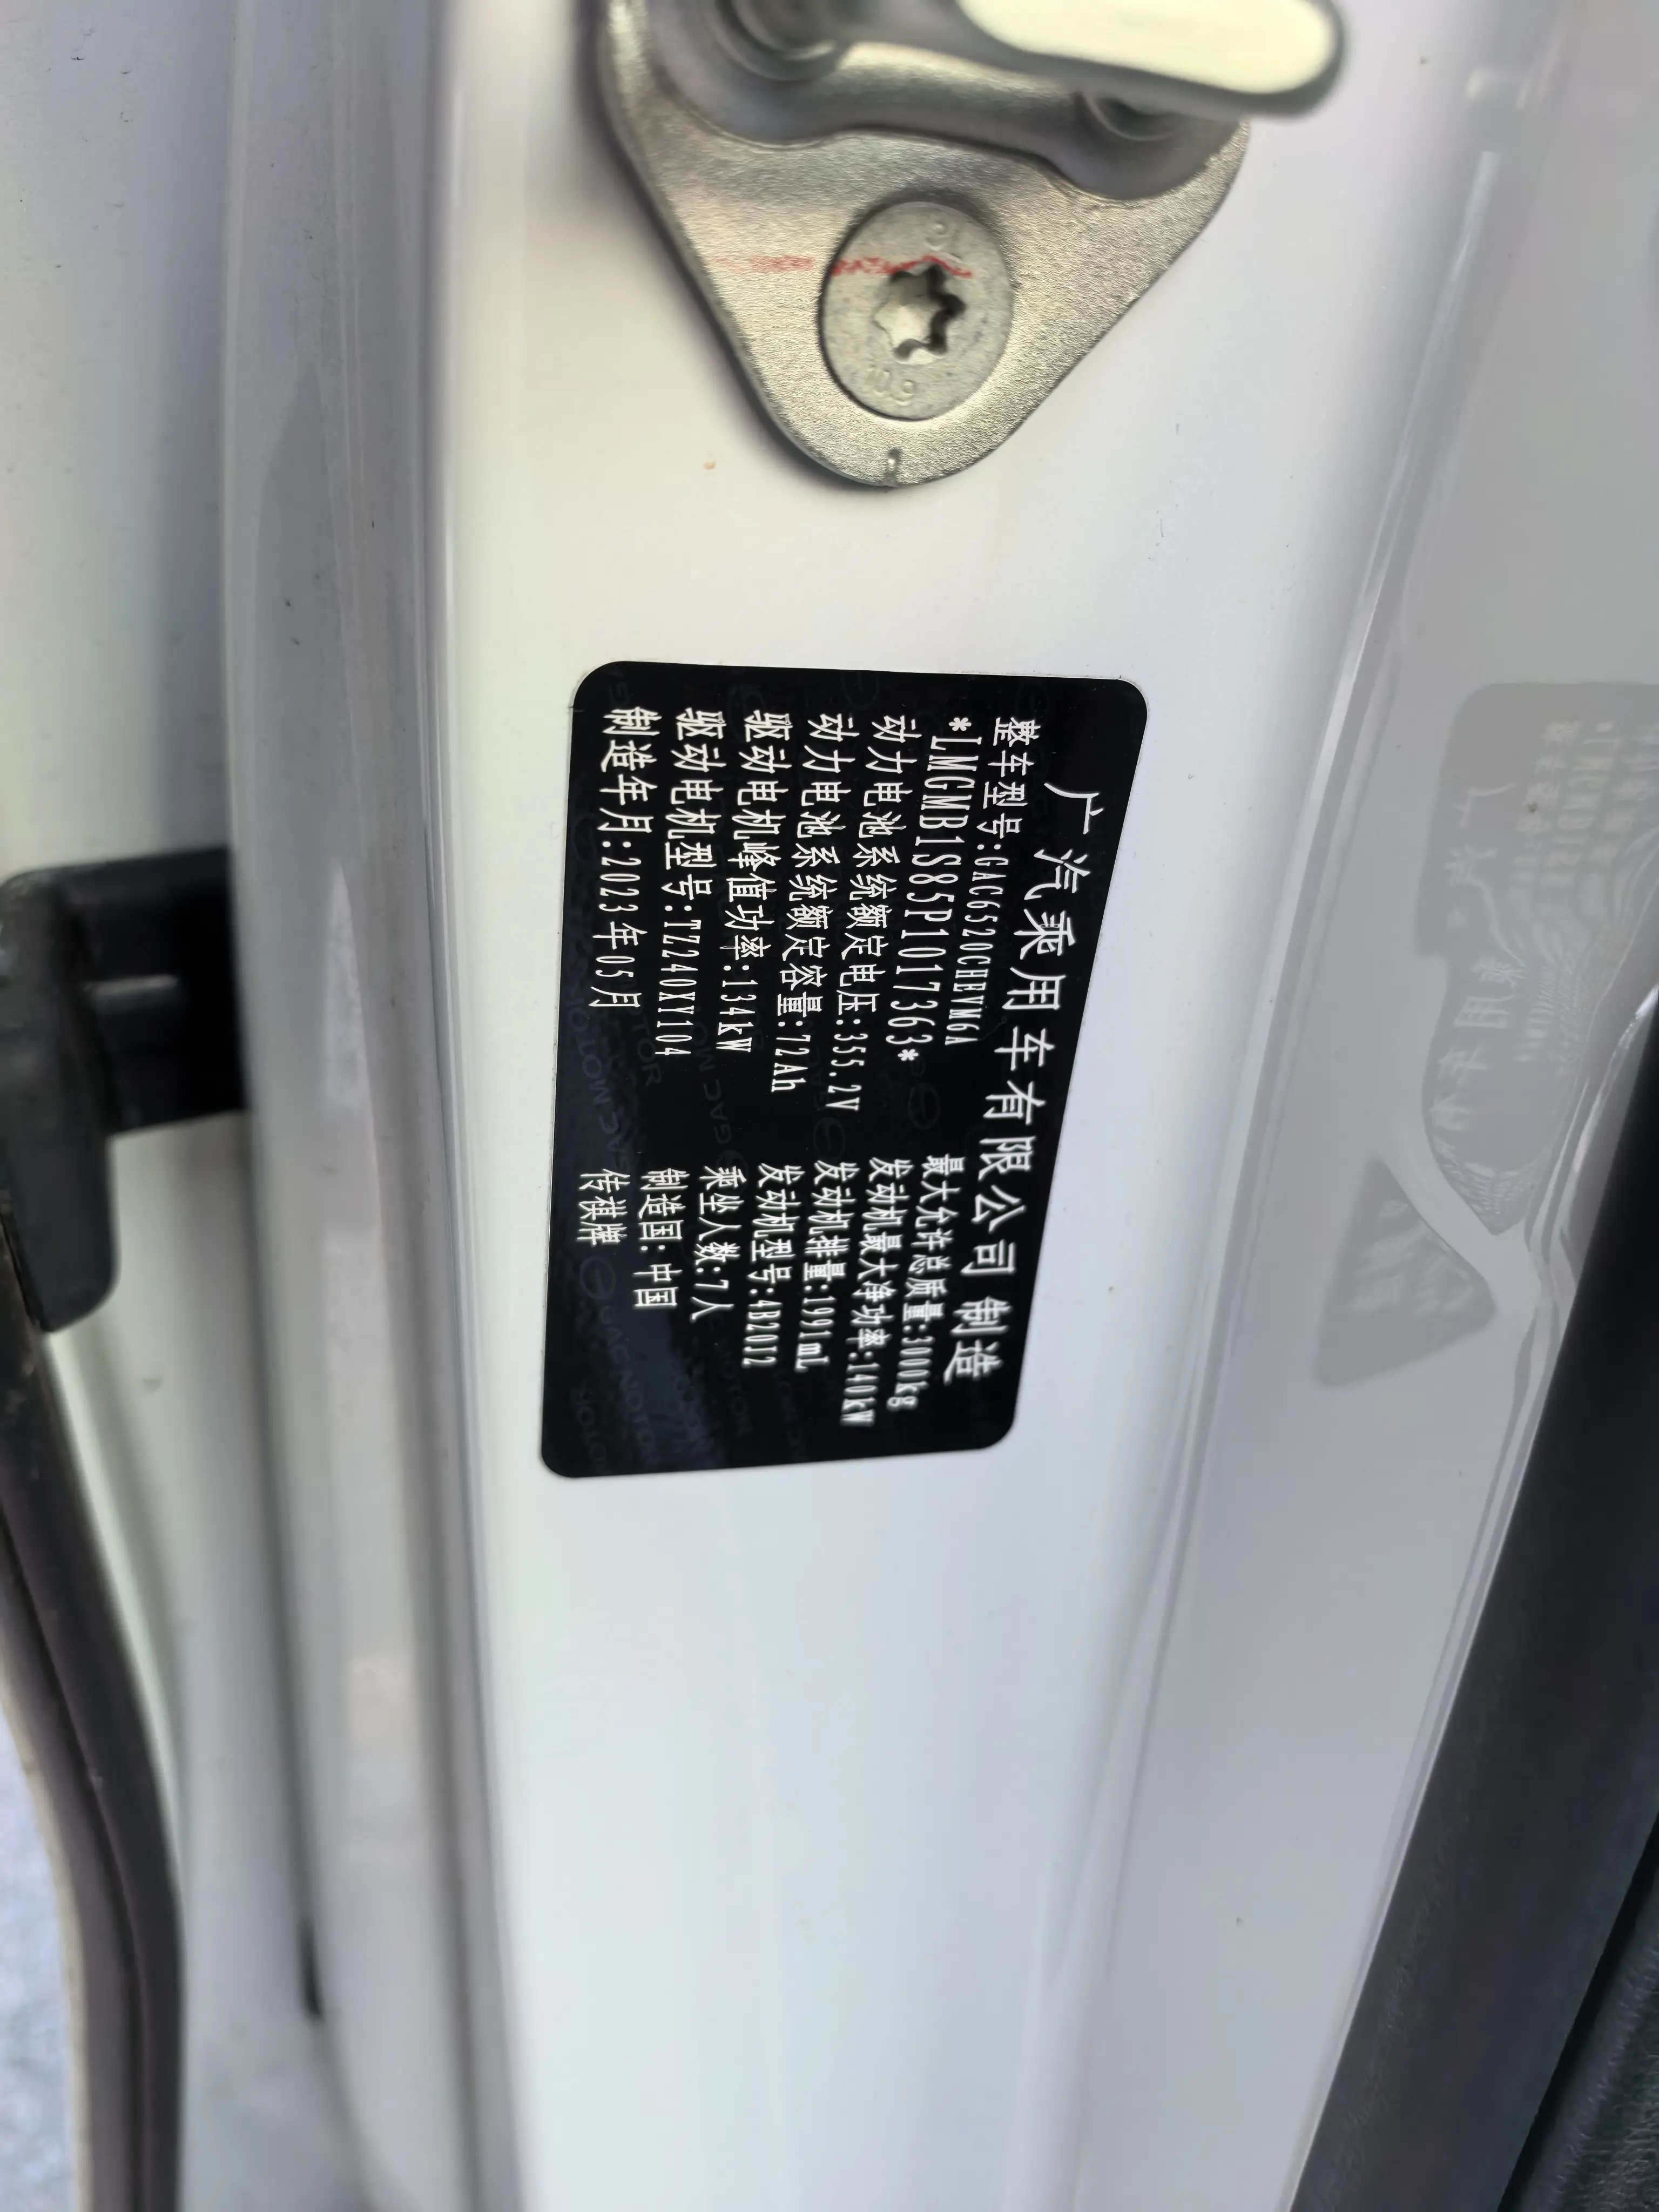 广汽乘用车有限公司 制造
整车型号:GAC6520CHEVM6A
*LMGMB1S85P1017363*
最大允许总质量:3000kg
动力电池系统额定电压:355.2V
发动机最大净功率:140kW
动力电池系统额定容量:72Ah
发动机排量:1991mL
驱动电机峰值功率:134kW
发动机型号:4B20J2
驱动电机型号:TZ240XY104
乘坐人数:7人
制造年月:2023年05月
制造国:中国
传祺牌
10.9